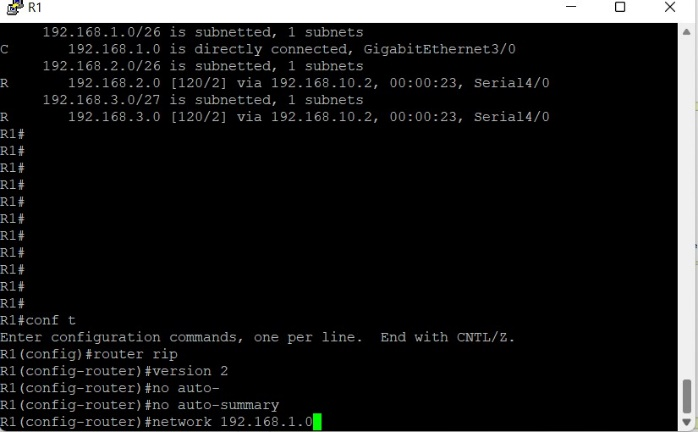 R1
192.168.1.0/26 is subnetted, 1 subnets
C 192.168.1.0 is directly connected, GigabitEthernet3/0
192.168.2.0/26 is subnetted, 1 subnets
R 192.168.2.0 [120/2] via 192.168.10.2, 00:00:23, Serial4/0
192.168.3.0/27 is subnetted, 1 subnets
R 192.168.3.0 [120/2] via 192.168.10.2, 00:00:23, Serial4/0
R1#
R1#
R1#
R1#
R1#
R1#
R1#
R1#
R1#
R1#
R1#
R1#conf t
Enter configuration commands, one per line. End with CNTL/Z.
R1(config)#router rip
R1(config-router)#version 2
R1(config-router)#no auto-
R1(config-router)#no auto-summary
R1(config-router)#network 192.168.1.0